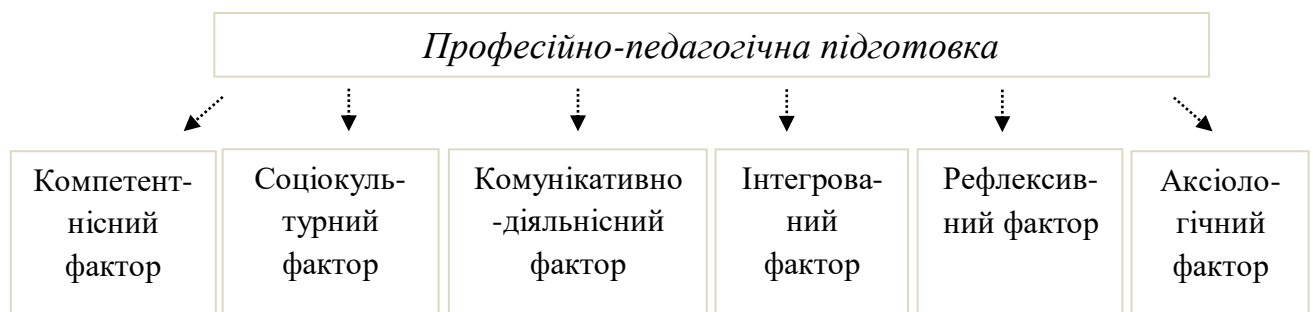 Професійно-педагогічна підготовка
Компетент-
нісний
фактор
Соціокуль-
турний
фактор
Комунікативно
-діяльнісний
фактор
Інтегрова-
ний
фактор
Рефлексив-
ний фактор
Аксіоло-
гічний
фактор